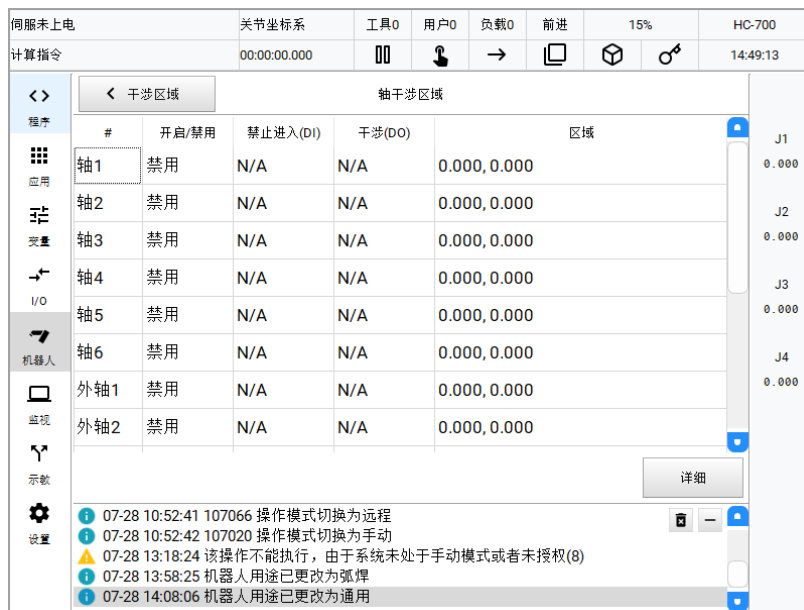 伺服未上电 关节坐标系 工具0 用户0 负载0 前进 15% HC-700
计算指令 00:00:00.000 14:49:13
程序
应用
变量
I/O
机器人
监视
示教
设置
干涉区域 轴干涉区域
# 开启/禁用 禁止进入(DI) 干涉(DO) 区域
轴1 禁用 N/A N/A 0.000, 0.000
轴2 禁用 N/A N/A 0.000, 0.000
轴3 禁用 N/A N/A 0.000, 0.000
轴4 禁用 N/A N/A 0.000, 0.000
轴5 禁用 N/A N/A 0.000, 0.000
轴6 禁用 N/A N/A 0.000, 0.000
外轴1 禁用 N/A N/A 0.000, 0.000
外轴2 禁用 N/A N/A 0.000, 0.000
详细
07-28 10:52:41 107066 操作模式切换为远程
07-28 10:52:42 107020 操作模式切换为手动
07-28 13:18:24 该操作不能执行，由于系统未处于手动模式或者未授权(8)
07-28 13:58:25 机器人用途已更改为弧焊
07-28 14:08:06 机器人用途已更改为通用
J1
0.000
J2
0.000
J3
0.000
J4
0.000